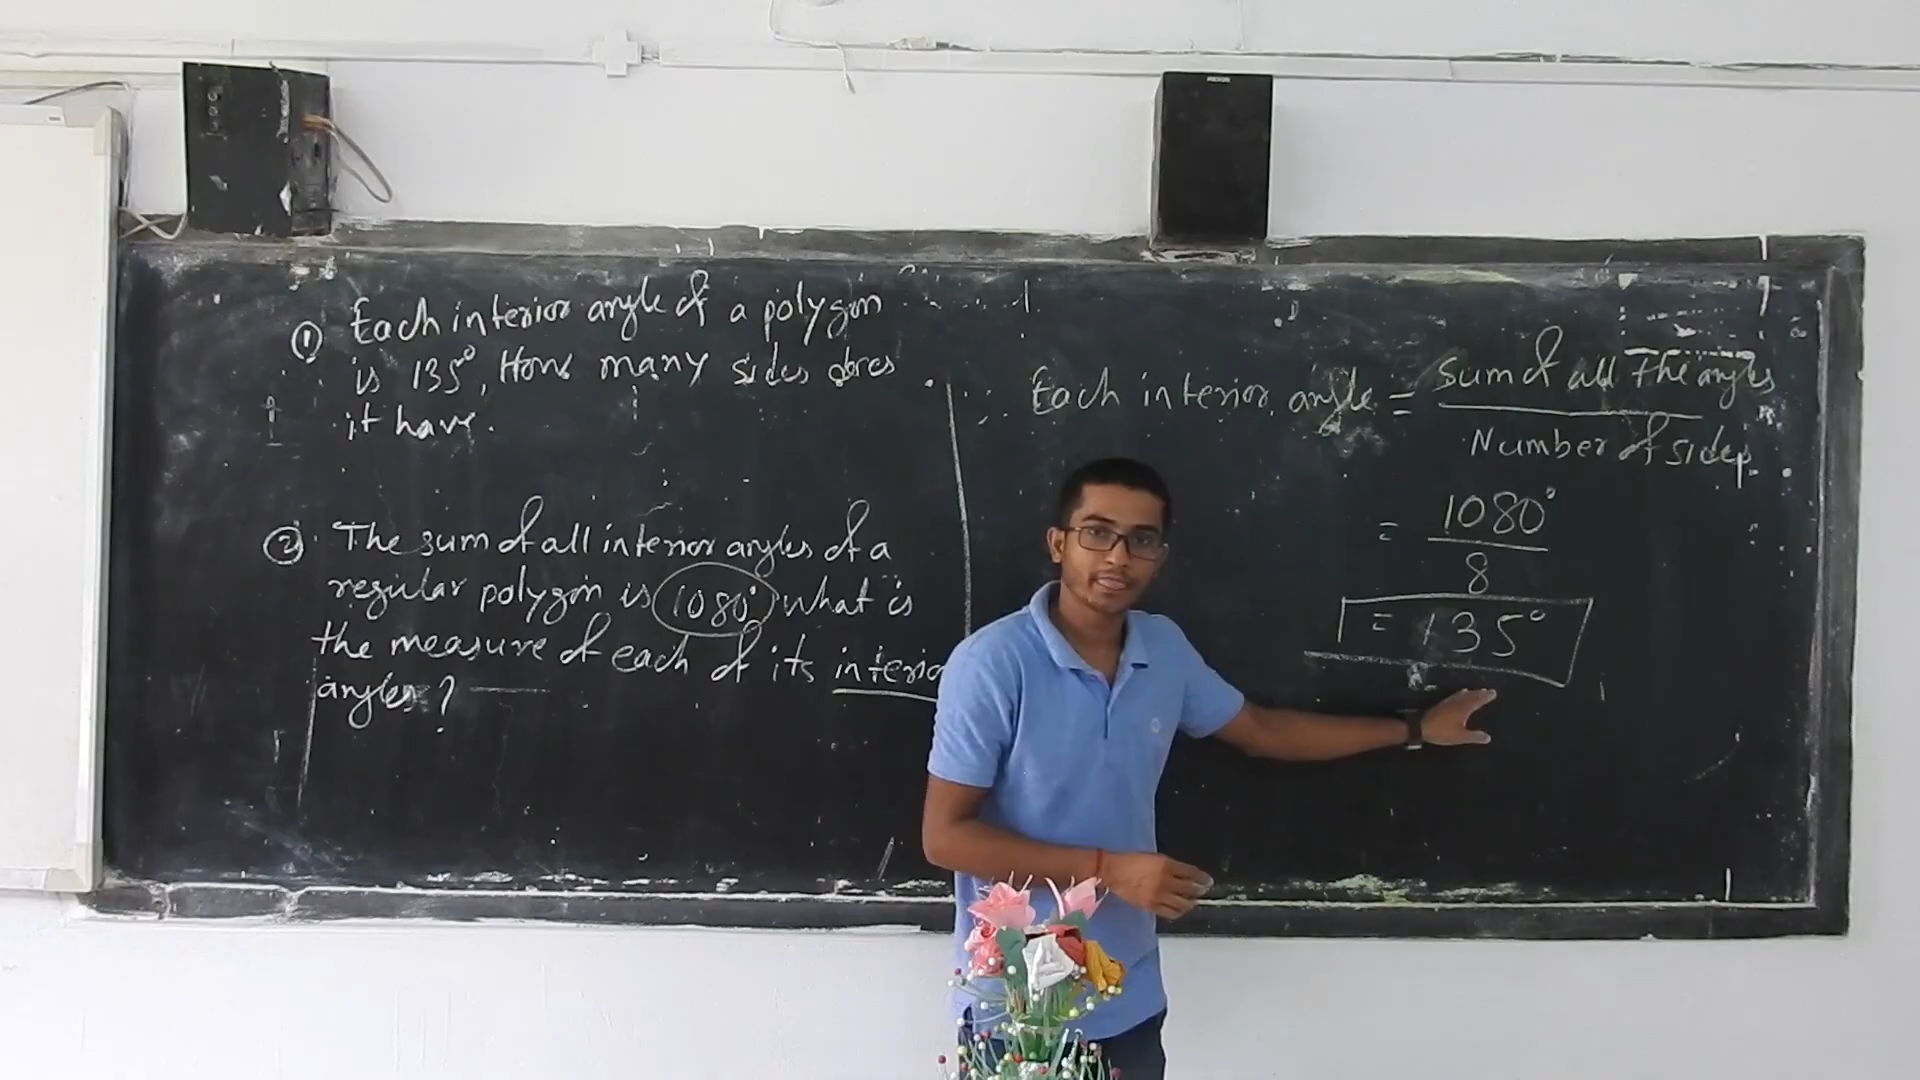 ① Each interior angle of a polygon
is 135°, How many sides does
it have.
② The sum of all interior angles of a
regular polygon is 1080° what is
the measure of each of its interio
angles?
Each interior angle = Sum of all the angles
Number of sides
= 1080°
8
= 135°